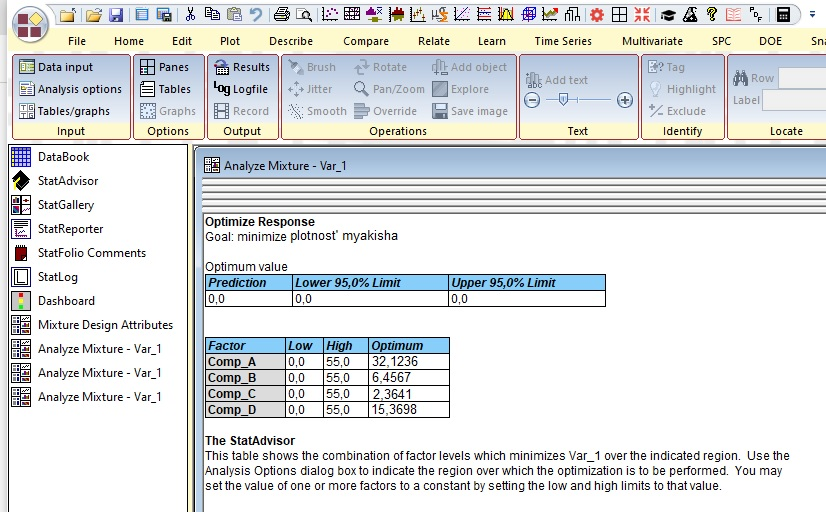 File Home Edit Plot Describe Compare Relate Learn Time Series Multivariate SPC DOE Sna
Data input Panes Results Brush Rotate Add object Add text Tag Row
Analysis options Tables Logfile Jitter Pan/Zoom Explore Highlight Label
Tables/graphs Graphs Record Smooth Override Save image Exclude
Input Options Output Operations Text Identify Locate
DataBook
StatAdvisor
StatGallery
StatReporter
StatFolio Comments
StatLog
Dashboard
Mixture Design Attributes
Analyze Mixture - Var_1
Analyze Mixture - Var_1
Analyze Mixture - Var_1
Analyze Mixture - Var_1
Optimize Response
Goal: minimize plotnost' myakisha
Optimum value
Prediction Lower 95,0% Limit Upper 95,0% Limit
0,0 0,0 0,0
Factor Low High Optimum
Comp_A 0,0 55,0 32,1236
Comp_B 0,0 55,0 6,4567
Comp_C 0,0 55,0 2,3641
Comp_D 0,0 55,0 15,3698
The StatAdvisor
This table shows the combination of factor levels which minimizes Var_1 over the indicated region. Use the
Analysis Options dialog box to indicate the region over which the optimization is to be performed. You may
set the value of one or more factors to a constant by setting the low and high limits to that value.